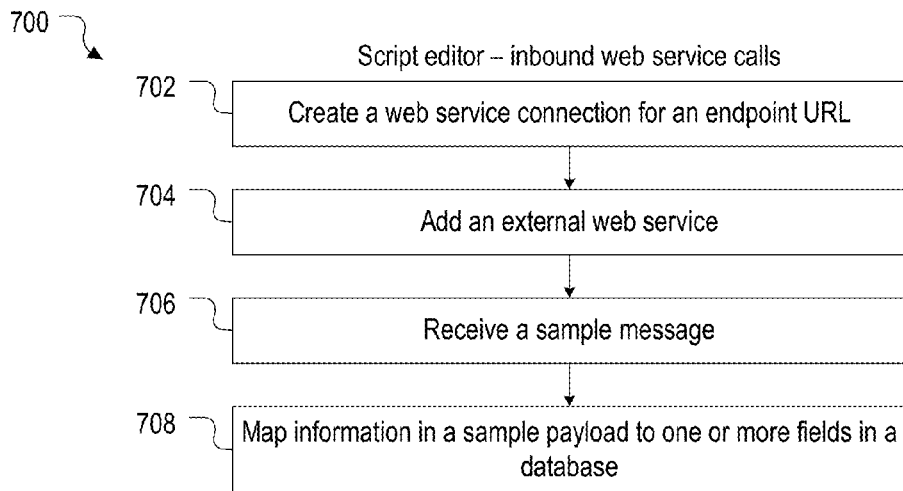 700
Script editor – inbound web service calls
702
Create a web service connection for an endpoint URL
704
Add an external web service
706
Receive a sample message
708
Map information in a sample payload to one or more fields in a
database